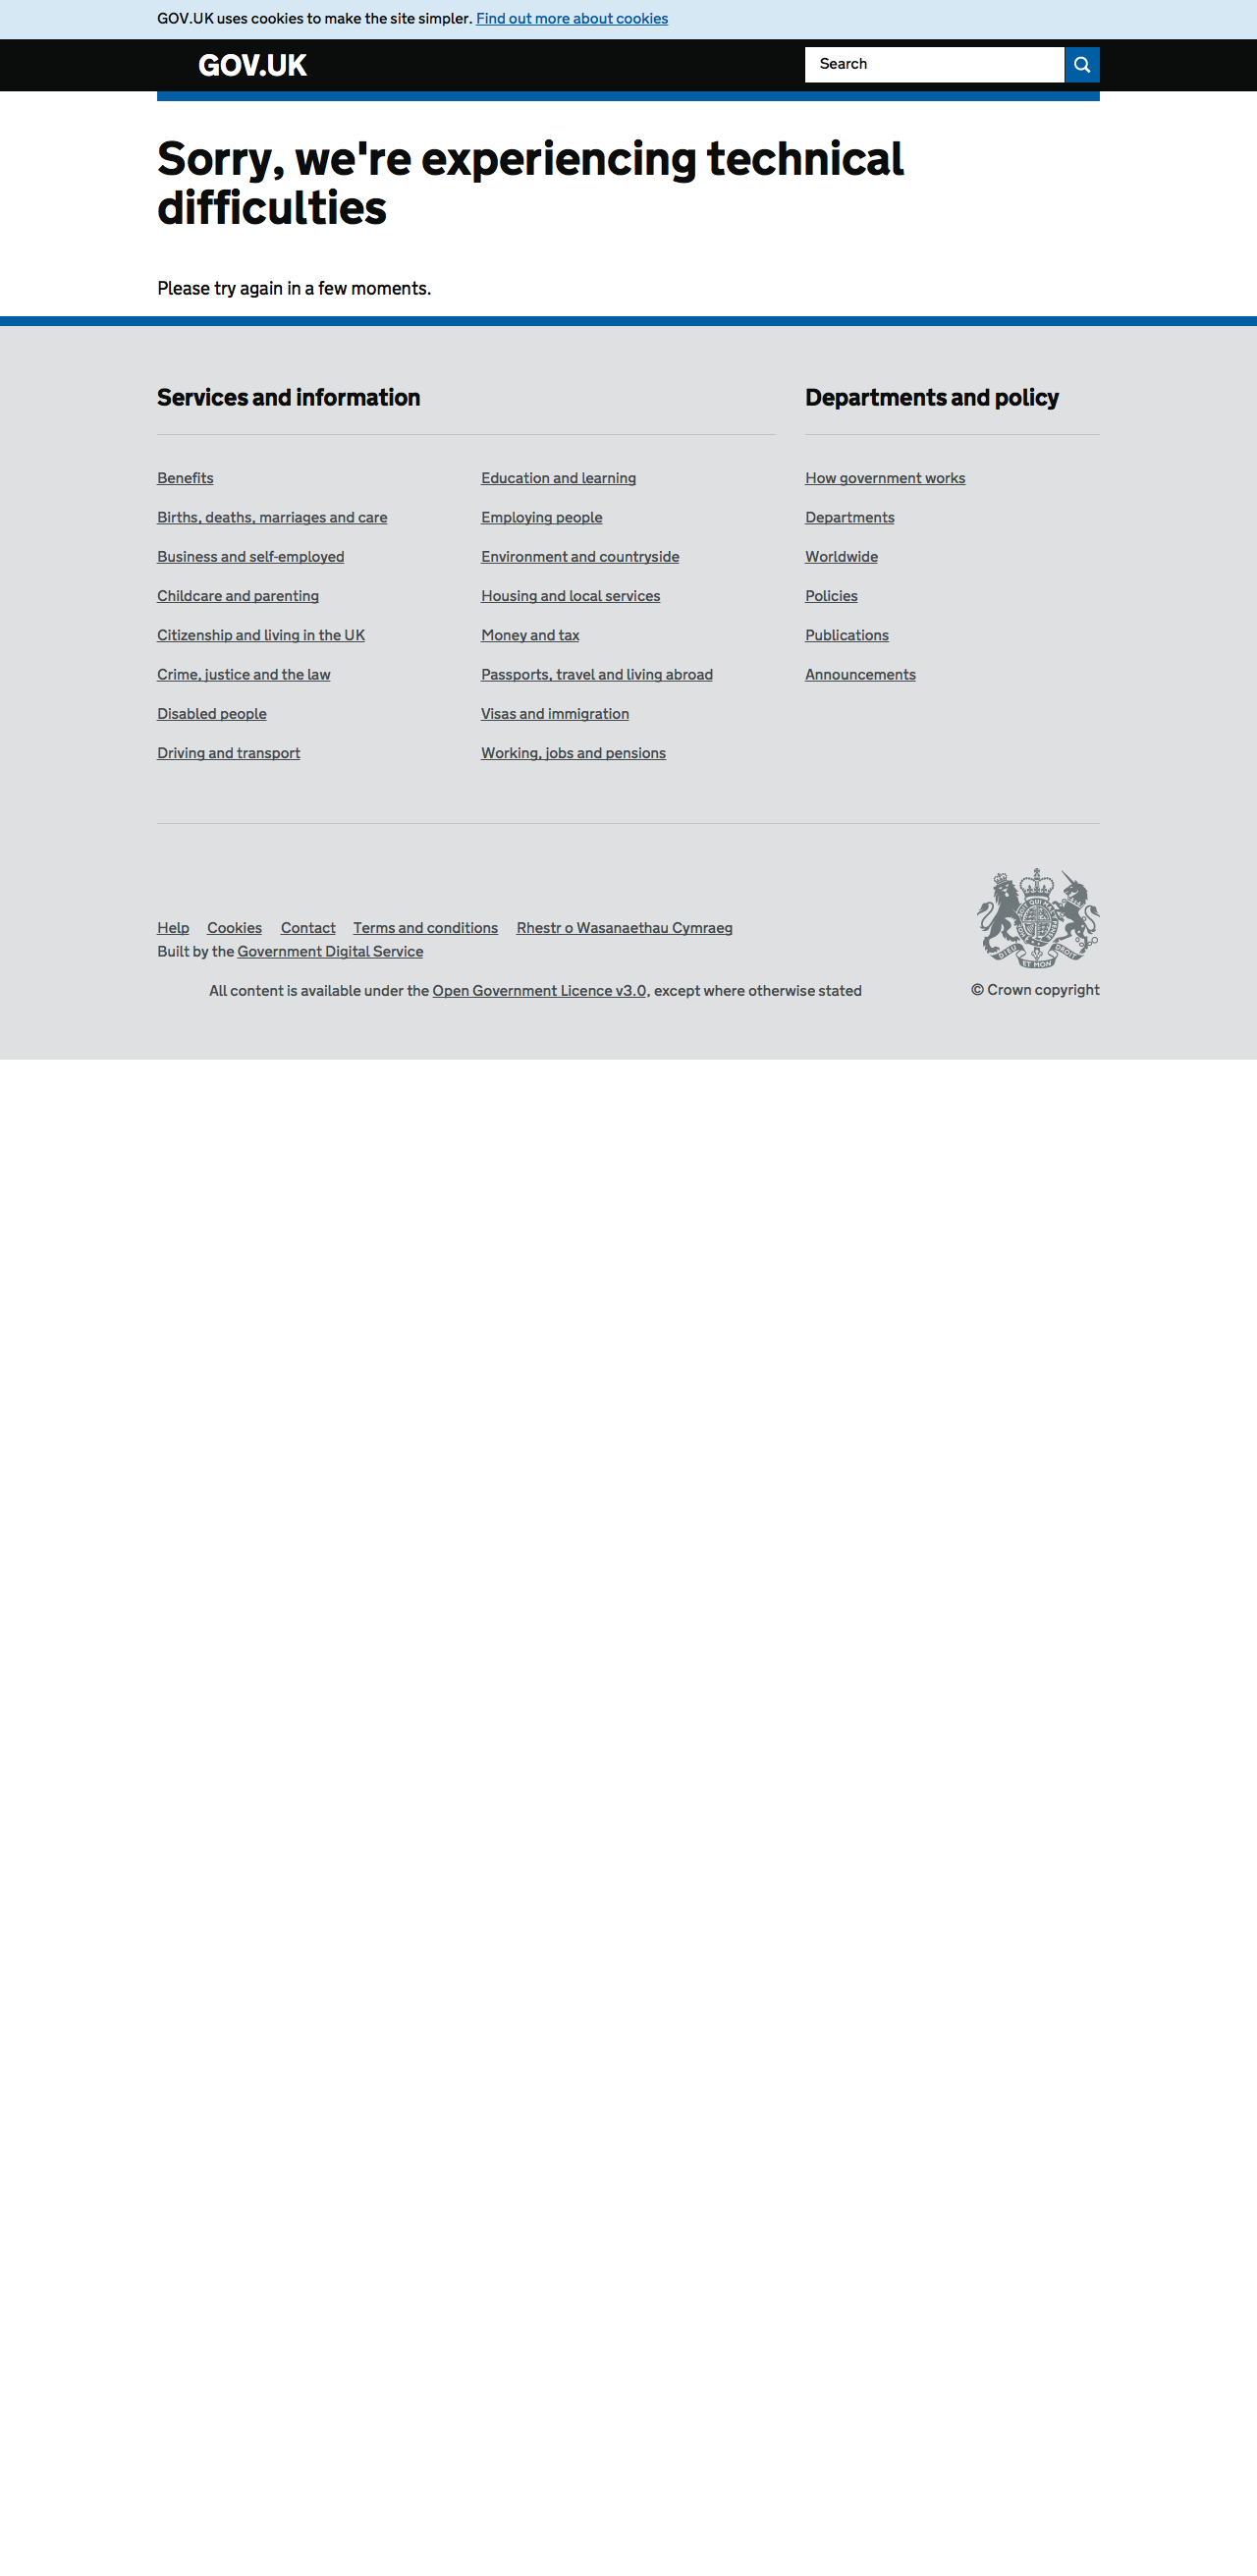 GOV.UK uses cookies to make the site simpler. Find out more about cookies
GOV.UK
Search
Sorry, we're experiencing technical
difficulties
Please try again in a few moments.
Services and information
Benefits
Births, deaths, marriages and care
Business and self-employed
Childcare and parenting
Citizenship and living in the UK
Crime, justice and the law
Disabled people
Driving and transport
Education and learning
Employing people
Environment and countryside
Housing and local services
Money and tax
Passports, travel and living abroad
Visas and immigration
Working, jobs and pensions
Departments and policy
How government works
Departments
Worldwide
Policies
Publications
Announcements
Help Cookies Contact Terms and conditions Rhestr o Wasanaethau Cymraeg
Built by the Government Digital Service
All content is available under the Open Government Licence v3.0, except where otherwise stated
DIEU ET MON DROIT
© Crown copyright